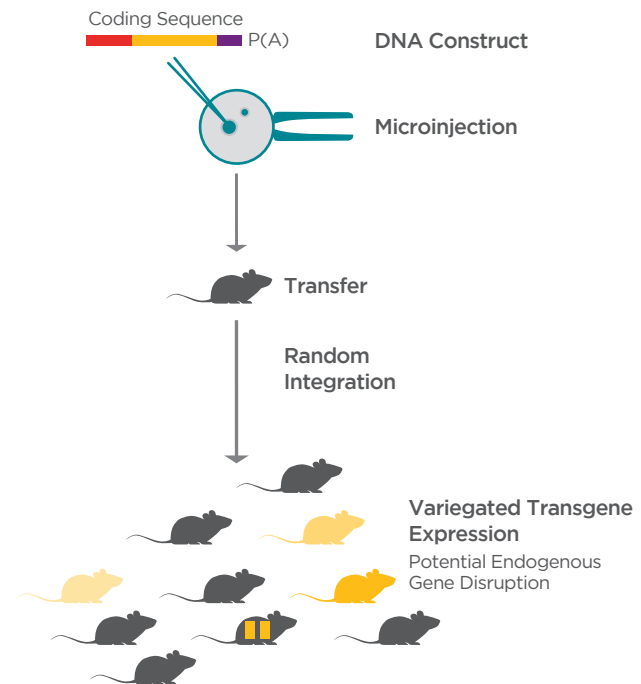 Coding Sequence
P(A)
DNA Construct
Microinjection
Transfer
Random
Integration
Variegated Transgene
Expression
Potential Endogenous
Gene Disruption